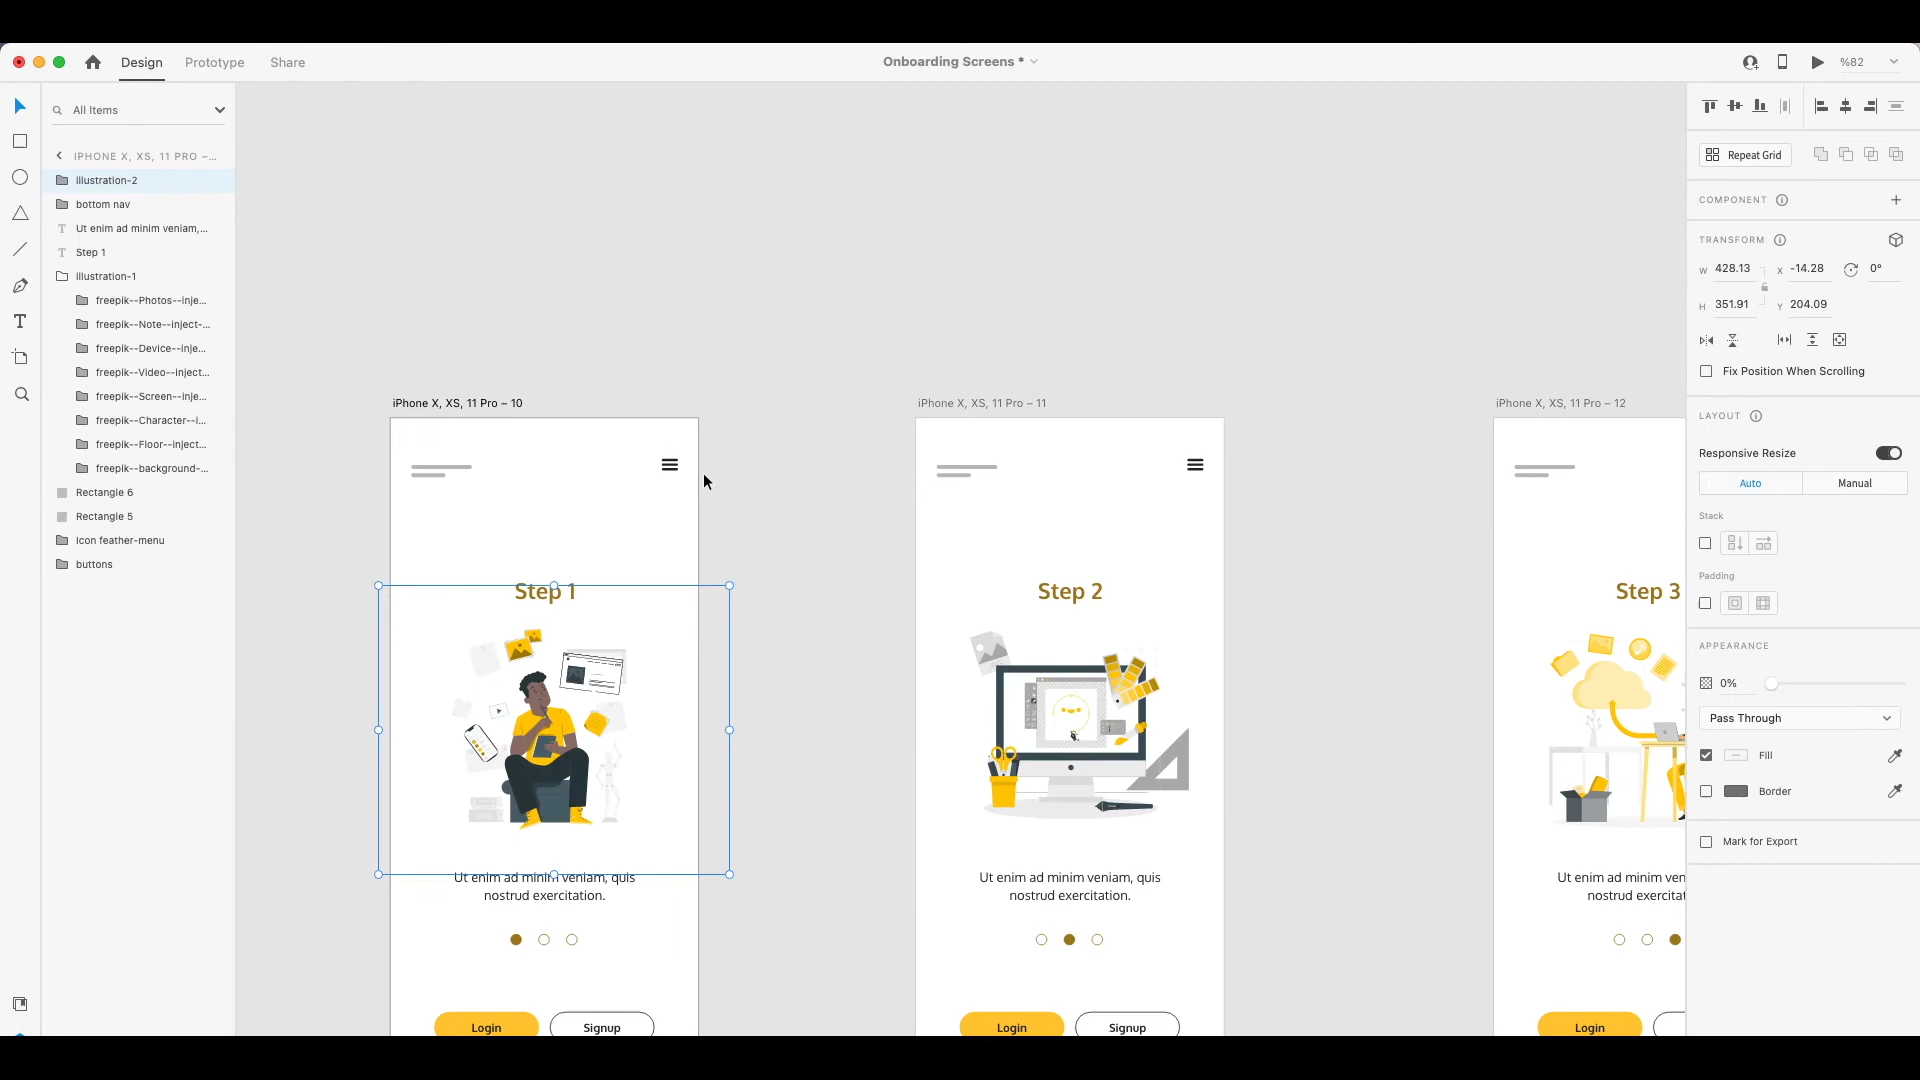 Design Prototype Share
Onboarding Screens *
%82
All Items
IPHONE X, XS, 11 PRO –...
illustration-2
bottom nav
Ut enim ad minim veniam,...
Step 1
illustration-1
freepik--Photos--inje...
freepik--Note--inject-...
freepik--Device--inje...
freepik--Video--inject...
freepik--Screen--inje...
freepik--Character--i...
freepik--Floor--inject...
freepik--background-...
Rectangle 6
Rectangle 5
Icon feather-menu
buttons
iPhone X, XS, 11 Pro – 10
Step 1
Ut enim ad minim veniam, quis
nostrud exercitation.
Login Signup
iPhone X, XS, 11 Pro – 11
Step 2
Ut enim ad minim veniam, quis
nostrud exercitation.
Login Signup
iPhone X, XS, 11 Pro – 12
Step 3
Ut enim ad minim ven
nostrud exercitat
Login
Repeat Grid
COMPONENT
TRANSFORM
W 428.13 X -14.28 0°
H 351.91 Y 204.09
Fix Position When Scrolling
LAYOUT
Responsive Resize
Auto Manual
Stack
Padding
APPEARANCE
0%
Pass Through
Fill
Border
Mark for Export